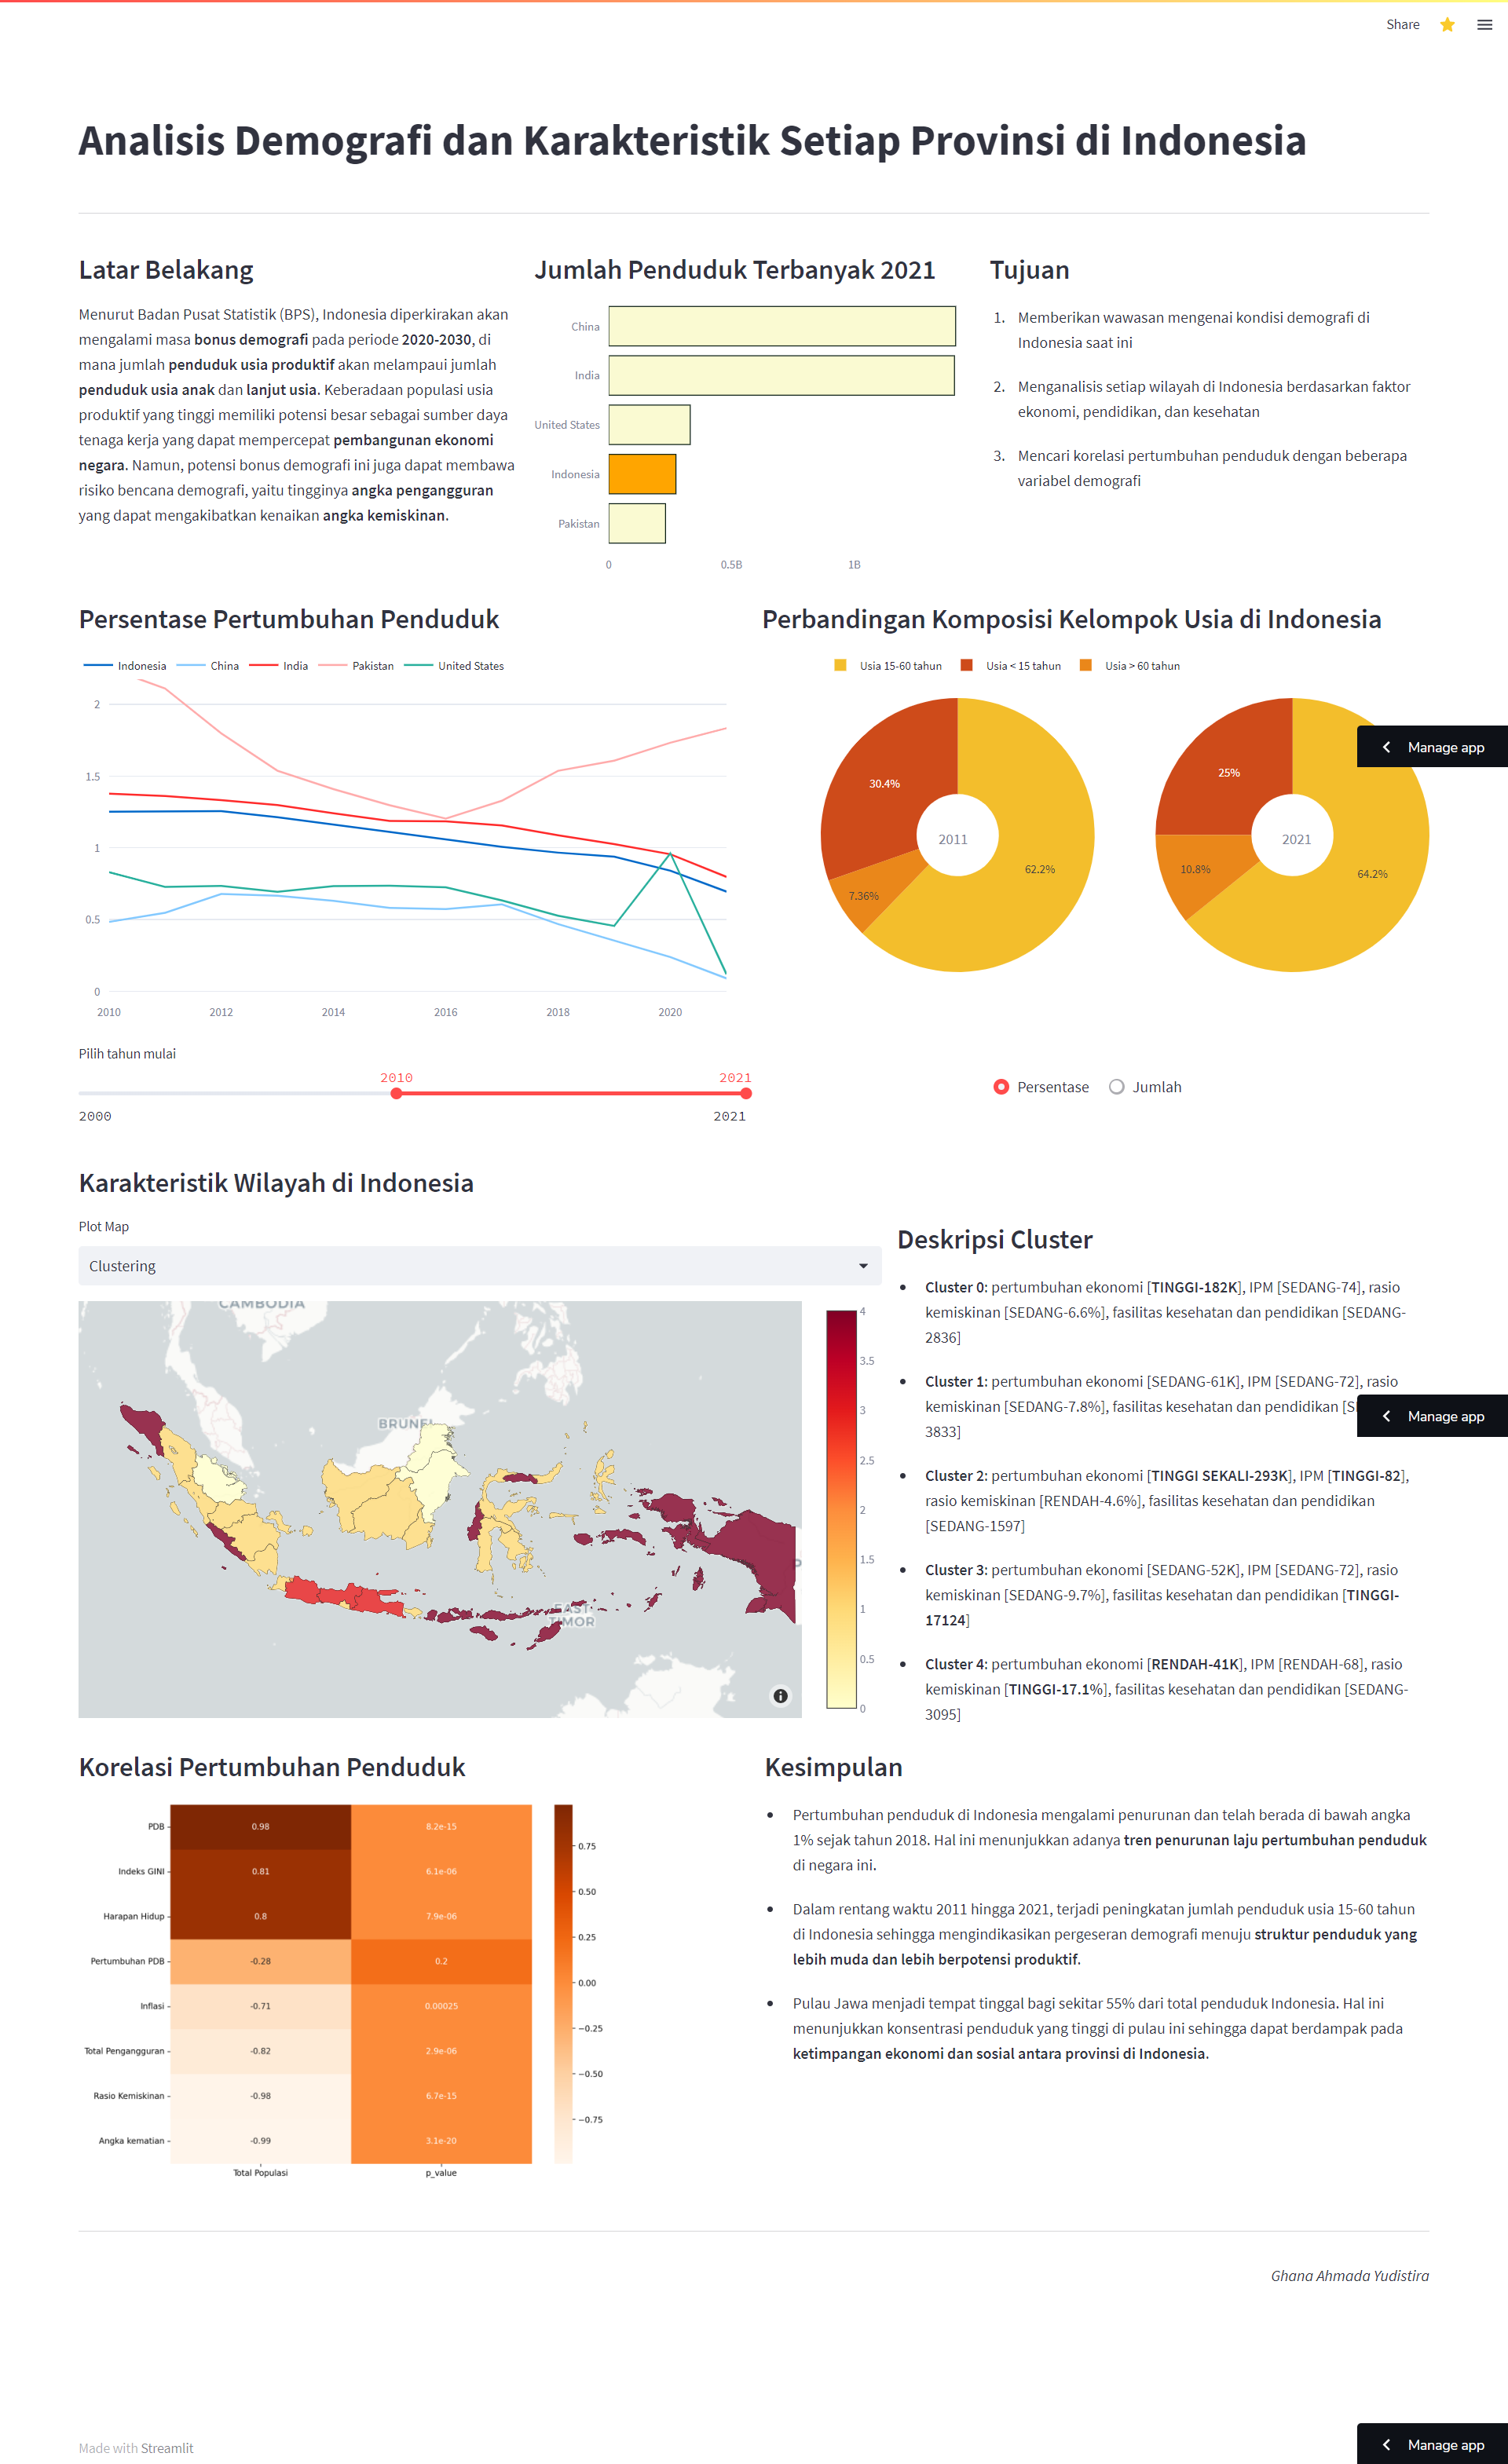 Share
Analisis Demografi dan Karakteristik Setiap Provinsi di Indonesia
Latar Belakang
Menurut Badan Pusat Statistik (BPS), Indonesia diperkirakan akan
mengalami masa bonus demografi pada periode 2020-2030, di
mana jumlah penduduk usia produktif akan melampaui jumlah
penduduk usia anak dan lanjut usia. Keberadaan populasi usia
produktif yang tinggi memiliki potensi besar sebagai sumber daya
tenaga kerja yang dapat mempercepat pembangunan ekonomi
negara. Namun, potensi bonus demografi ini juga dapat membawa
risiko bencana demografi, yaitu tingginya angka pengangguran
yang dapat mengakibatkan kenaikan angka kemiskinan.
Jumlah Penduduk Terbanyak 2021
China
India
United States
Indonesia
Pakistan
0 0.5B 1B
Tujuan
1. Memberikan wawasan mengenai kondisi demografi di
Indonesia saat ini
2. Menganalisis setiap wilayah di Indonesia berdasarkan faktor
ekonomi, pendidikan, dan kesehatan
3. Mencari korelasi pertumbuhan penduduk dengan beberapa
variabel demografi
Persentase Pertumbuhan Penduduk
Indonesia China India Pakistan United States
2
1.5
1
0.5
0
2010 2012 2014 2016 2018 2020
Pilih tahun mulai
2010 2021
2000 2021
Perbandingan Komposisi Kelompok Usia di Indonesia
Usia 15-60 tahun Usia < 15 tahun Usia > 60 tahun
30.4%
2011
62.2%
7.36%
25%
2021
10.8%
64.2%
Manage app
Persentase Jumlah
Karakteristik Wilayah di Indonesia
Plot Map
Clustering
CAMBODIA
BRUNEI
EAST
TIMOR
P
4
3.5
3
2.5
2
1.5
1
0.5
0
Deskripsi Cluster
• Cluster 0: pertumbuhan ekonomi [TINGGI-182K], IPM [SEDANG-74], rasio
kemiskinan [SEDANG-6.6%], fasilitas kesehatan dan pendidikan [SEDANG-
2836]
• Cluster 1: pertumbuhan ekonomi [SEDANG-61K], IPM [SEDANG-72], rasio
kemiskinan [SEDANG-7.8%], fasilitas kesehatan dan pendidikan [S
3833]
Manage app
• Cluster 2: pertumbuhan ekonomi [TINGGI SEKALI-293K], IPM [TINGGI-82],
rasio kemiskinan [RENDAH-4.6%], fasilitas kesehatan dan pendidikan
[SEDANG-1597]
• Cluster 3: pertumbuhan ekonomi [SEDANG-52K], IPM [SEDANG-72], rasio
kemiskinan [SEDANG-9.7%], fasilitas kesehatan dan pendidikan [TINGGI-
17124]
• Cluster 4: pertumbuhan ekonomi [RENDAH-41K], IPM [RENDAH-68], rasio
kemiskinan [TINGGI-17.1%], fasilitas kesehatan dan pendidikan [SEDANG-
3095]
Korelasi Pertumbuhan Penduduk
PDB 0.98 8.2e-15
Indeks GINI 0.81 6.1e-06
Harapan Hidup 0.8 7.9e-06
Pertumbuhan PDB -0.28 0.2
Inflasi -0.71 0.00025
Total Pengangguran -0.82 2.9e-06
Rasio Kemiskinan -0.98 6.7e-15
Angka kematian -0.99 3.1e-20
Total Populasi p_value
0.75
0.50
0.25
0.00
−0.25
−0.50
−0.75
Kesimpulan
• Pertumbuhan penduduk di Indonesia mengalami penurunan dan telah berada di bawah angka
1% sejak tahun 2018. Hal ini menunjukkan adanya tren penurunan laju pertumbuhan penduduk
di negara ini.
• Dalam rentang waktu 2011 hingga 2021, terjadi peningkatan jumlah penduduk usia 15-60 tahun
di Indonesia sehingga mengindikasikan pergeseran demografi menuju struktur penduduk yang
lebih muda dan lebih berpotensi produktif.
• Pulau Jawa menjadi tempat tinggal bagi sekitar 55% dari total penduduk Indonesia. Hal ini
menunjukkan konsentrasi penduduk yang tinggi di pulau ini sehingga dapat berdampak pada
ketimpangan ekonomi dan sosial antara provinsi di Indonesia.
Ghana Ahmada Yudistira
Made with Streamlit
Manage app